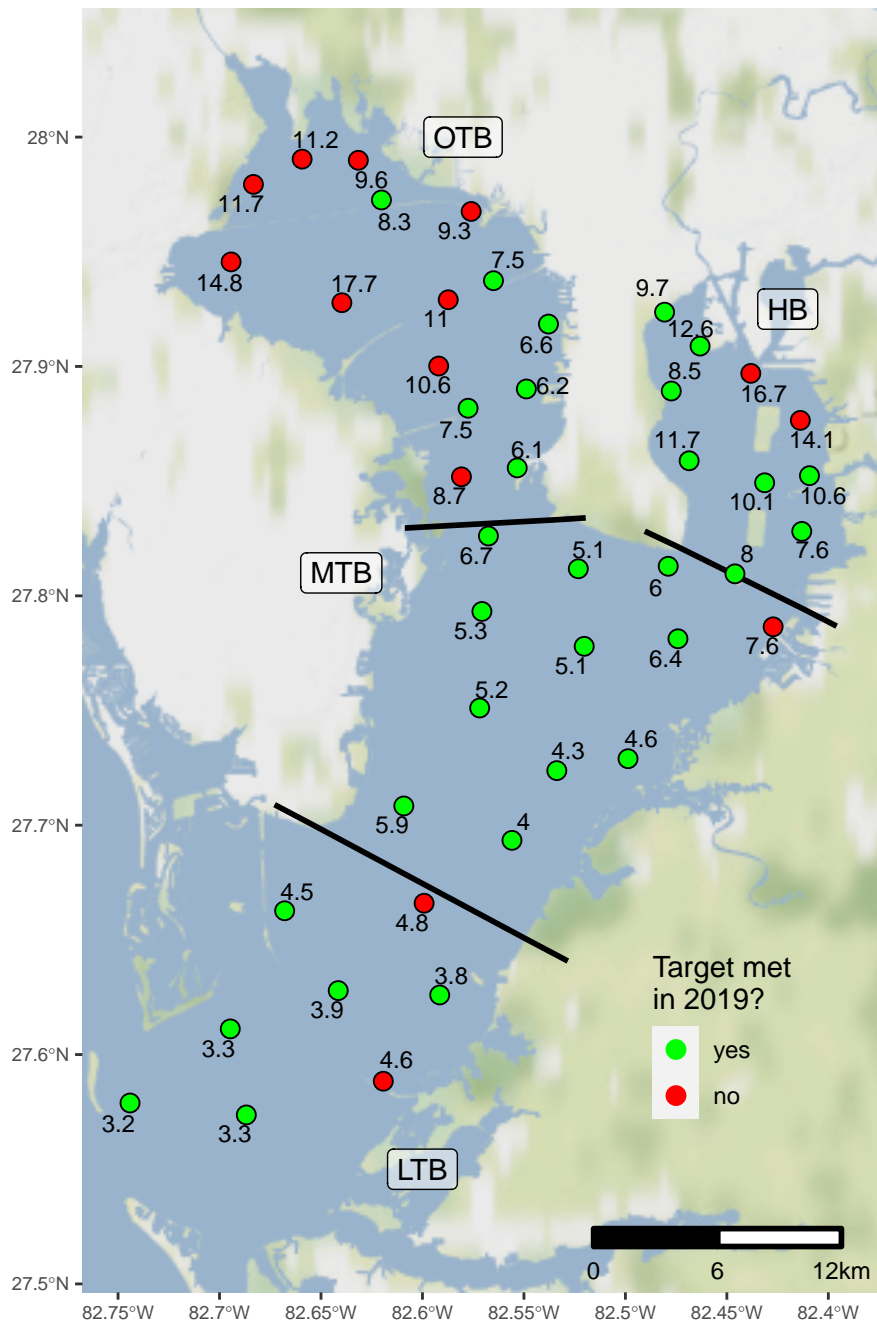 28°N
27.9°N
27.8°N
27.7°N
27.6°N
27.5°N
82.75°W
82.7°W
82.65°W
82.6°W
82.55°W
82.5°W
82.45°W
82.4°W
OTB
11.2
9.6
11.7
8.3
9.3
14.8
7.5
17.7
11
6.6
10.6
6.2
7.5
6.1
8.7
HB
9.7
12.6
8.5
16.7
14.1
11.7
10.1
10.6
7.6
8
MTB
6.7
5.1
6
7.6
5.3
5.1
6.4
5.2
4.3
4.6
5.9
4
4.5
4.8
3.9
3.8
3.3
4.6
3.2
3.3
LTB
Target met
in 2019?
yes
no
0 6 12km